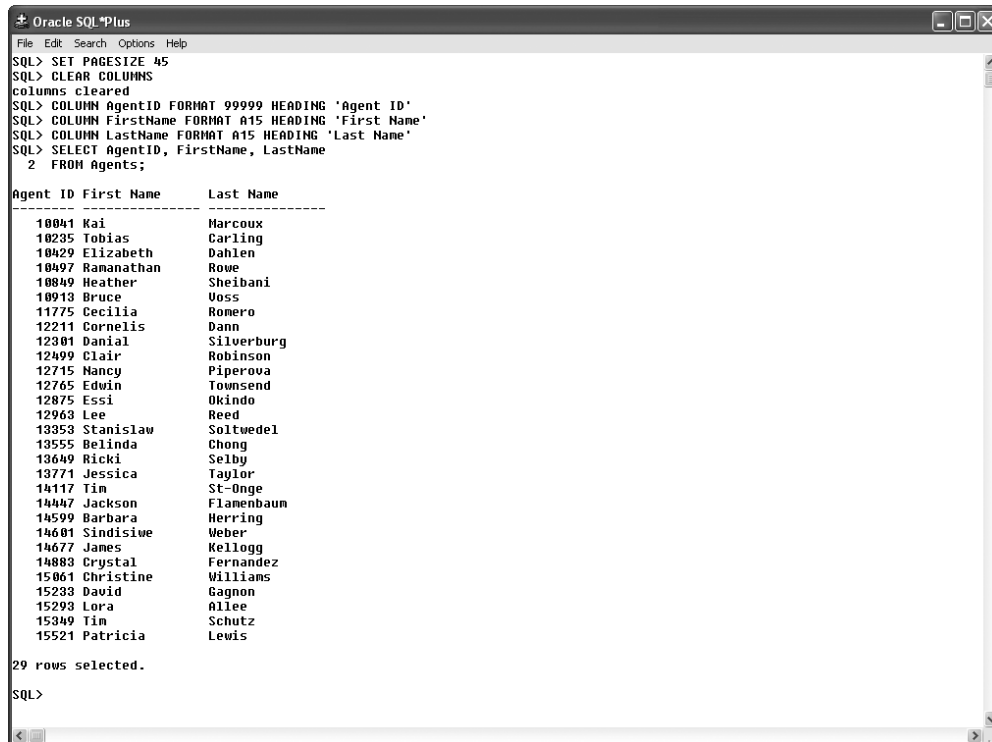 Oracle SQL*Plus
File Edit Search Options Help
SQL> SET PAGESIZE 45
SQL> CLEAR COLUMNS
columns cleared
SQL> COLUMN AgentID FORMAT 99999 HEADING 'Agent ID'
SQL> COLUMN FirstName FORMAT A15 HEADING 'First Name'
SQL> COLUMN LastName FORMAT A15 HEADING 'Last Name'
SQL> SELECT AgentID, FirstName, LastName
  2  FROM Agents;
Agent ID First Name      Last Name
-------- --------------- ---------------
   10041 Kai             Marcoux
   10235 Tobias          Carling
   10429 Elizabeth       Dahlen
   10497 Ramanathan      Rowe
   10849 Heather         Sheibani
   10913 Bruce           Voss
   11775 Cecilia         Romero
   12211 Cornelis        Dann
   12301 Danial          Silverburg
   12499 Clair           Robinson
   12715 Nancy           Piperova
   12765 Edwin           Townsend
   12875 Essi            Okindo
   12963 Lee             Reed
   13353 Stanislaw       Soltwedel
   13555 Belinda         Chong
   13649 Ricki           Selby
   13771 Jessica         Taylor
   14117 Tim             St-Onge
   14447 Jackson         Flamenbaum
   14599 Barbara         Herring
   14601 Sindisiwe       Weber
   14677 James           Kellogg
   14883 Crystal         Fernandez
   15061 Christine       Williams
   15233 David           Gagnon
   15293 Lora            Allee
   15349 Tim             Schutz
   15521 Patricia        Lewis
29 rows selected.
SQL>